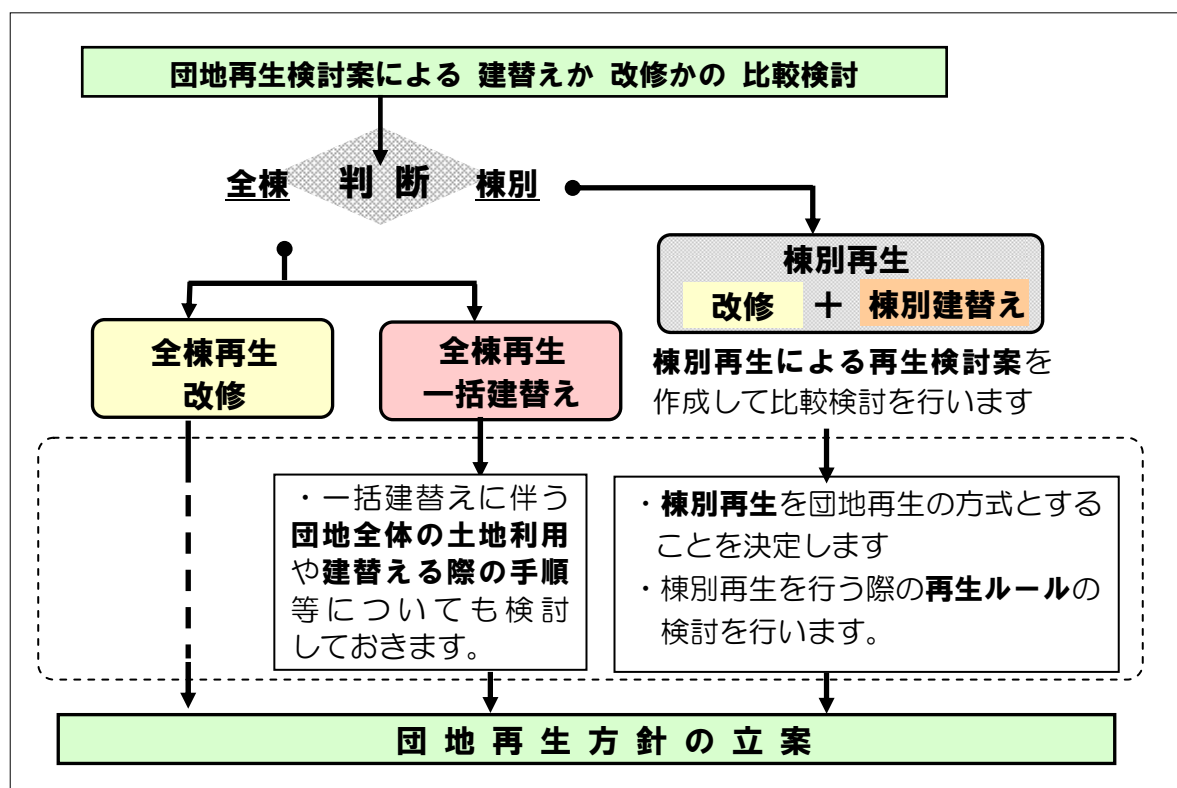 団地再生検討案による 建替えか 改修かの 比較検討
全棟 判断 棟別
棟別再生
改修 ＋ 棟別建替え
全棟再生
改修
全棟再生
一括建替え
棟別再生による再生検討案を
作成して比較検討を行います
・一括建替えに伴う
団地全体の土地利用
や建替える際の手順
等についても検討
しておきます。
・棟別再生を団地再生の方式とする
ことを決定します
・棟別再生を行う際の再生ルールの
検討を行います。
団地再生方針の立案